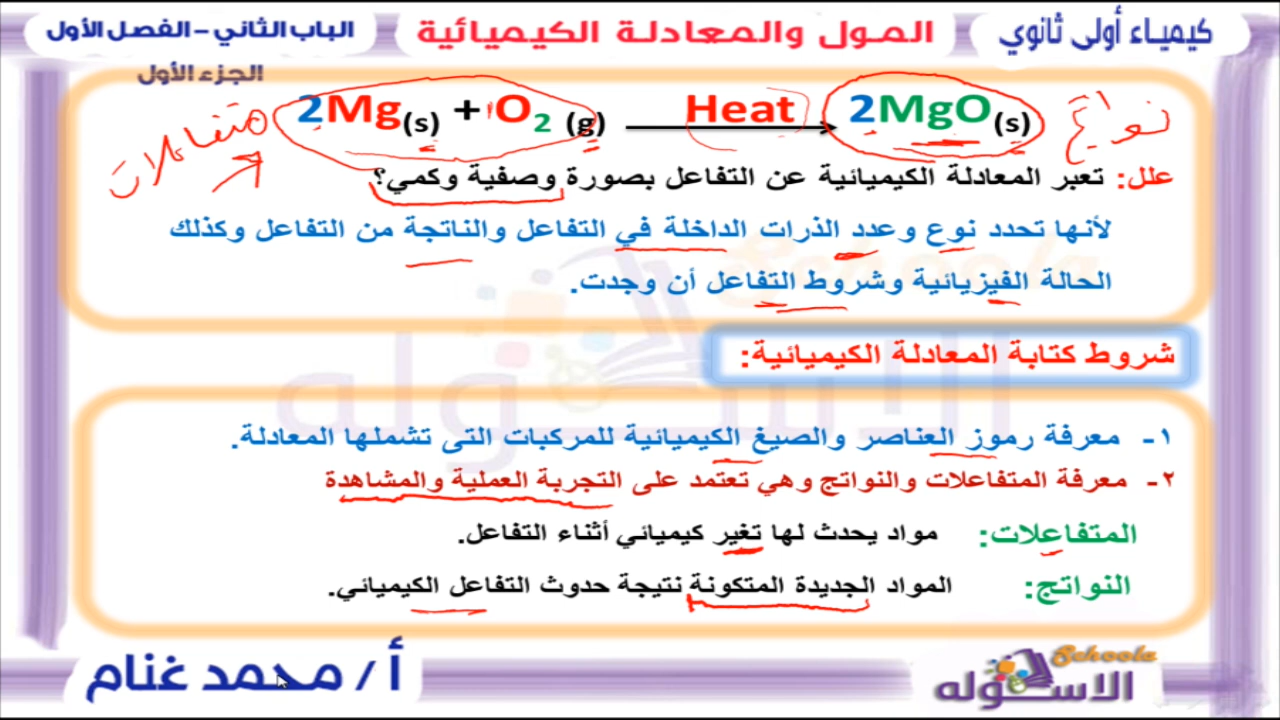 كيمياء أولى ثانوي
المول والمعادلة الكيميائية
الباب الثاني – الفصل الأول
الجزء الأول
2Mg(s) + 1O2 (g) Heat 2MgO(s)
متفاعلات
نواتج
علل: تعبر المعادلة الكيميائية عن التفاعل بصورة وصفية وكمي؟
لأنها تحدد نوع وعدد الذرات الداخلة في التفاعل والناتجة من التفاعل وكذلك
الحالة الفيزيائية وشروط التفاعل أن وجدت.
شروط كتابة المعادلة الكيميائية:
١- معرفة رموز العناصر والصيغ الكيميائية للمركبات التى تشملها المعادلة.
٢- معرفة المتفاعلات والنواتج وهي تعتمد على التجربة العملية والمشاهدة
المتفاعلات: مواد يحدث لها تغير كيميائي أثناء التفاعل.
النواتج: المواد الجديدة المتكونة نتيجة حدوث التفاعل الكيميائي.
Schoola
الاسكوله
أ / محمد غنام